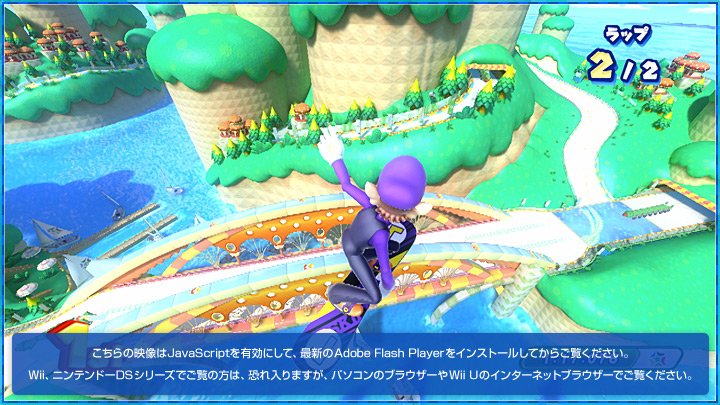 ラップ
2/2
こちらの映像はJavaScriptを有効にして、最新のAdobe Flash Playerをインストールしてからご覧ください。
Wii、ニンテンドーDSシリーズでご覧の方は、恐れ入りますが、パソコンのブラウザーやWii Uのインターネットブラウザーでご覧ください。